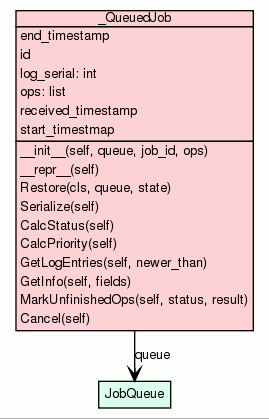 _QueuedJob
end_timestamp
id
log_serial: int
ops: list
received_timestamp
start_timestmap
__init__(self, queue, job_id, ops)
__repr__(self)
Restore(cls, queue, state)
Serialize(self)
CalcStatus(self)
CalcPriority(self)
GetLogEntries(self, newer_than)
GetInfo(self, fields)
MarkUnfinishedOps(self, status, result)
Cancel(self)
queue
JobQueue